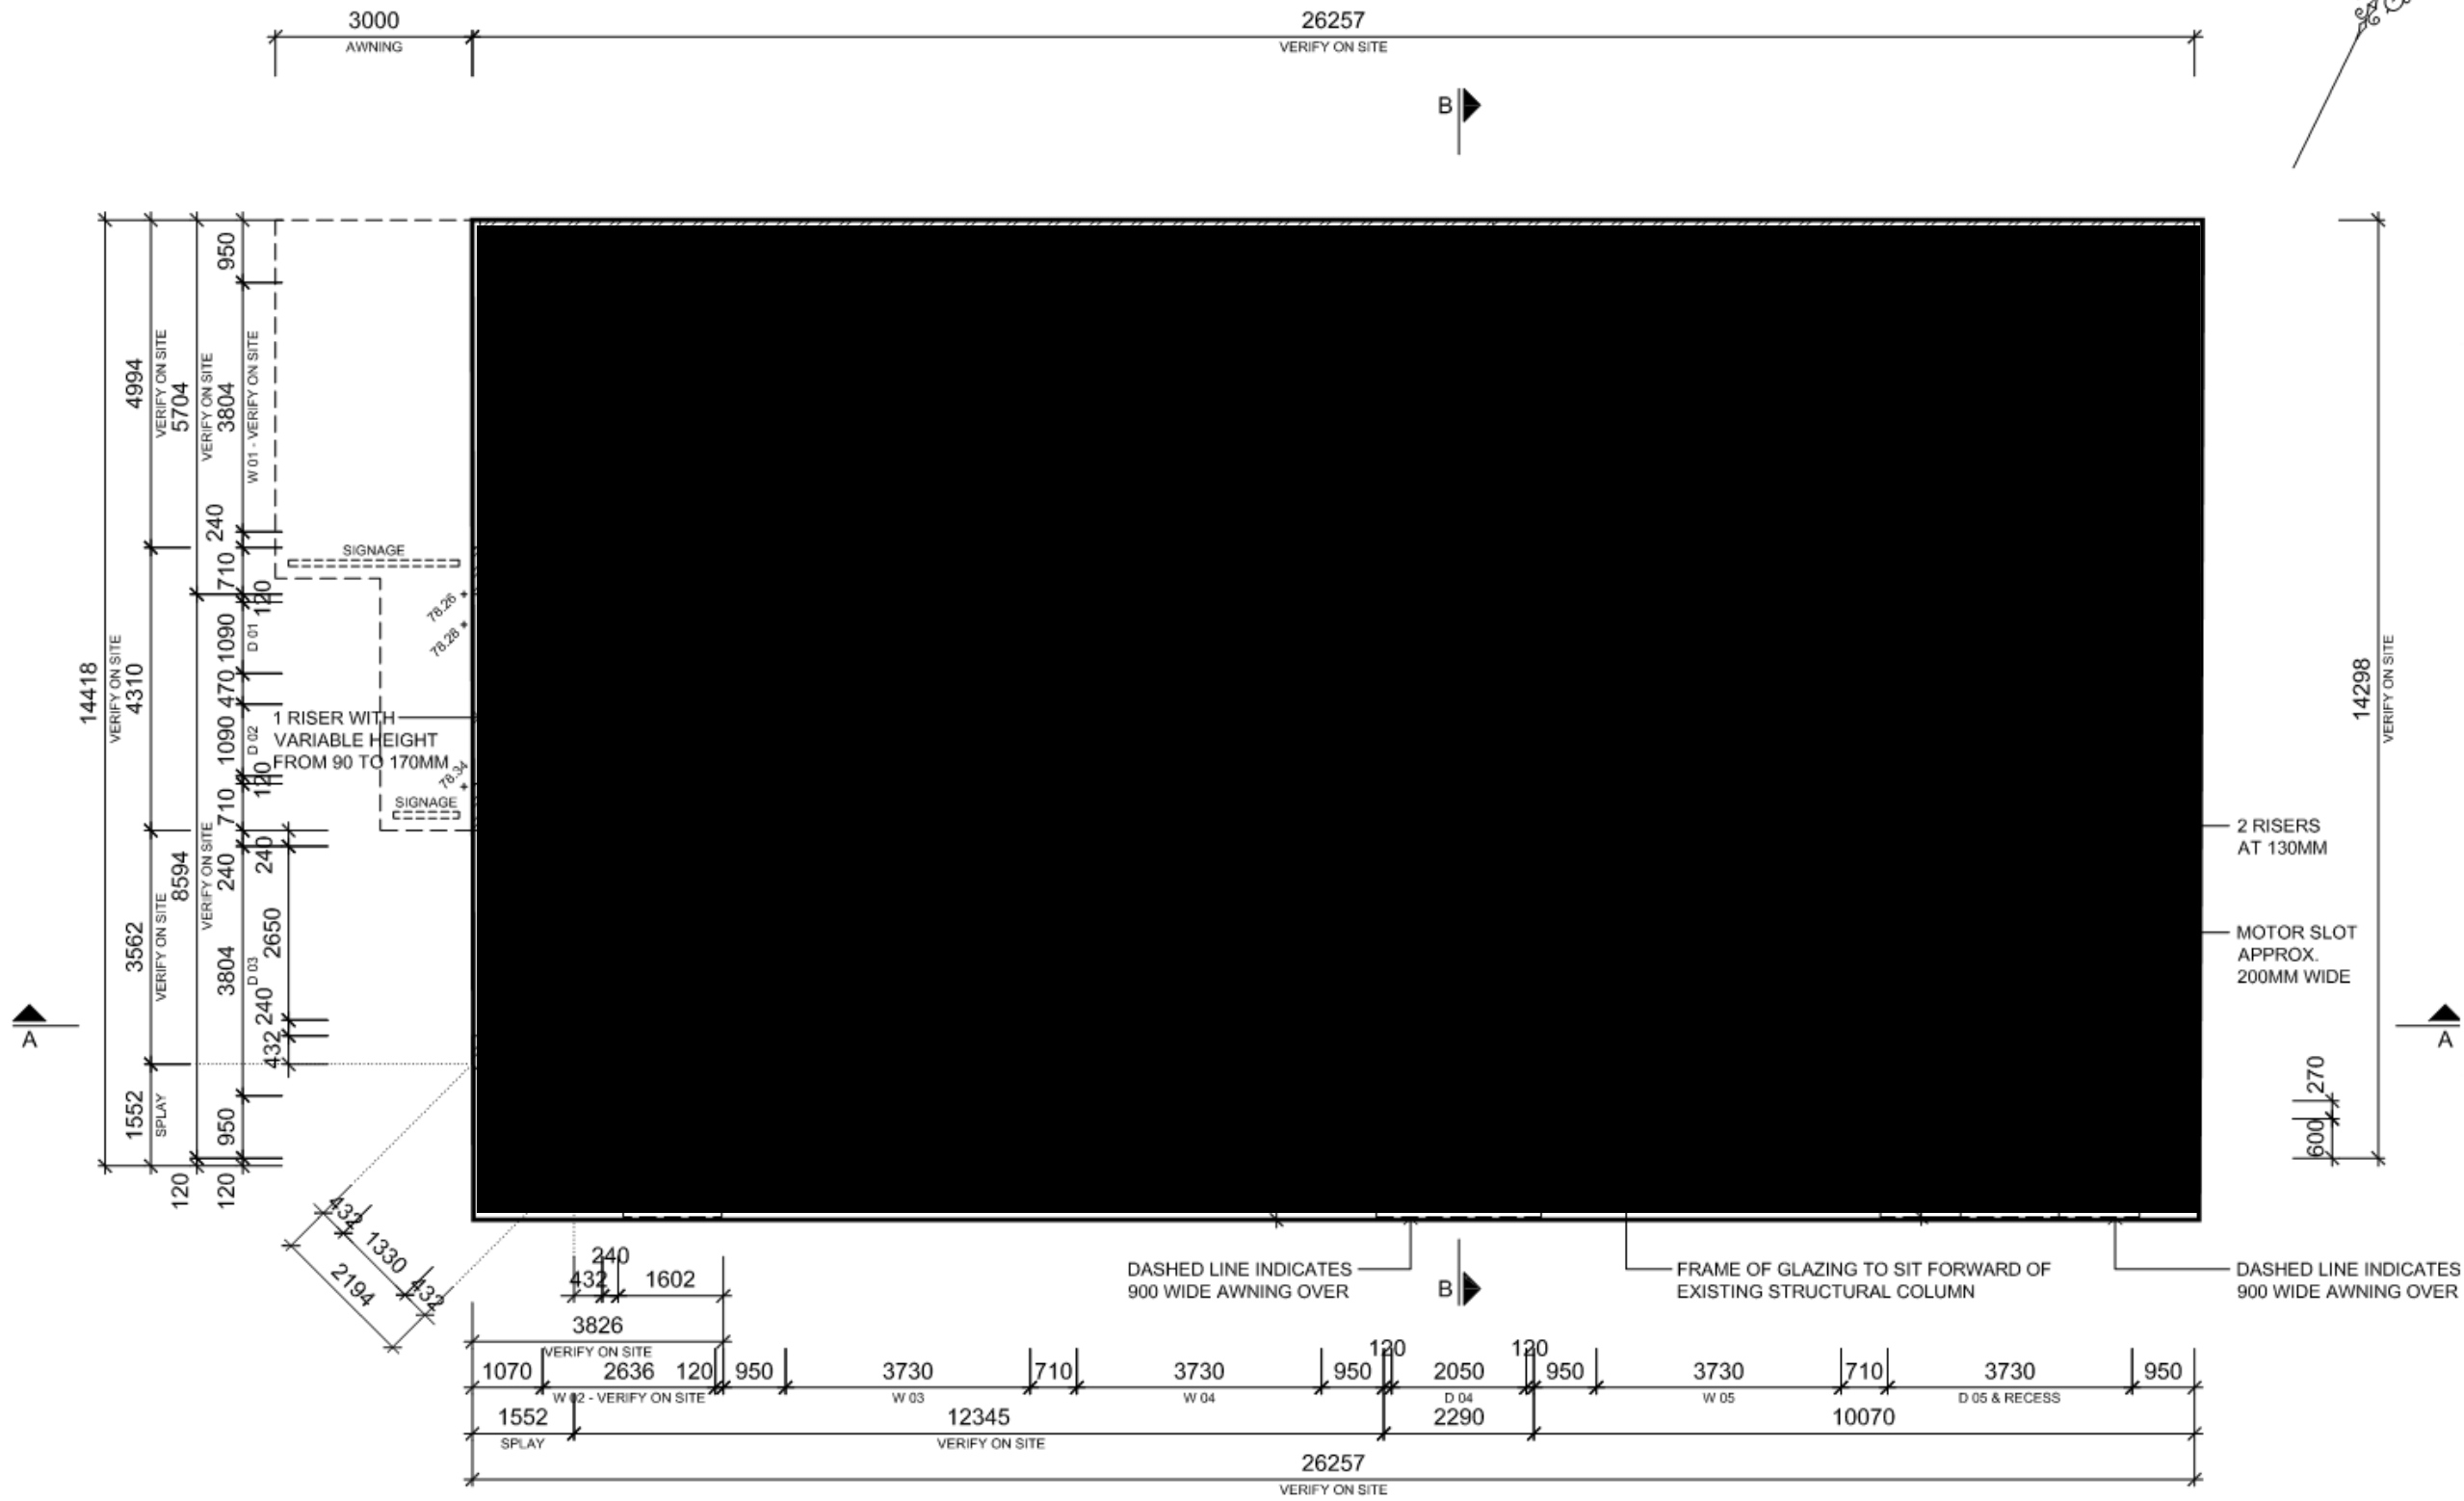 3000
AWNING
26257
VERIFY ON SITE
B
14418
VERIFY ON SITE
4994
VERIFY ON SITE
4310
3562
VERIFY ON SITE
1552
SPLAY
5704
VERIFY ON SITE
8594
VERIFY ON SITE
120
950
3804
W 01 - VERIFY ON SITE
240
710
120
1090
D 01
470
1090
D 02
120
710
240
3804
D 03
950
120
240
2650
240
432
SIGNAGE
78.26
78.28
1 RISER WITH
VARIABLE HEIGHT
FROM 90 TO 170MM
78.34
SIGNAGE
A
14298
VERIFY ON SITE
2 RISERS
AT 130MM
MOTOR SLOT
APPROX.
200MM WIDE
A
270
600
432
1330
432
2194
240
432
1602
3826
VERIFY ON SITE
DASHED LINE INDICATES
900 WIDE AWNING OVER
B
FRAME OF GLAZING TO SIT FORWARD OF
EXISTING STRUCTURAL COLUMN
DASHED LINE INDICATES
900 WIDE AWNING OVER
1070 2636 120 950 3730 710 3730 950 120 2050 120 950 3730 710 3730 950
W 02 - VERIFY ON SITE W 03 W 04 D 04 W 05 D 05 & RECESS
1552 12345 2290 10070
SPLAY VERIFY ON SITE
26257
VERIFY ON SITE